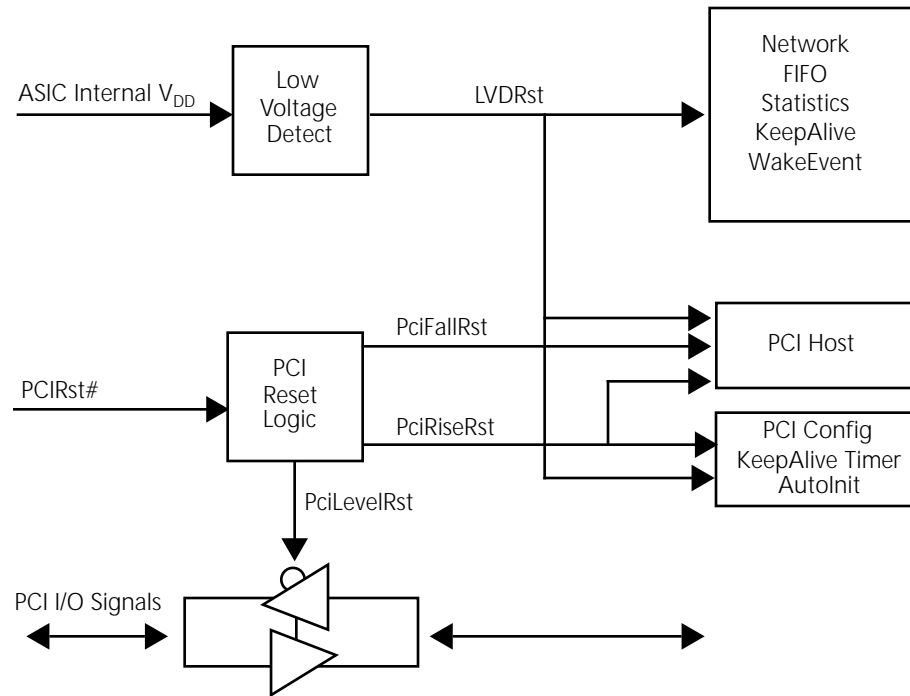 ASIC Internal VDD
Low
Voltage
Detect
LVDRst
Network
FIFO
Statistics
KeepAlive
WakeEvent
PCIRst#
PCI
Reset
Logic
PciFallRst
PciRiseRst
PciLevelRst
PCI Host
PCI Config
KeepAlive Timer
AutoInit
PCI I/O Signals